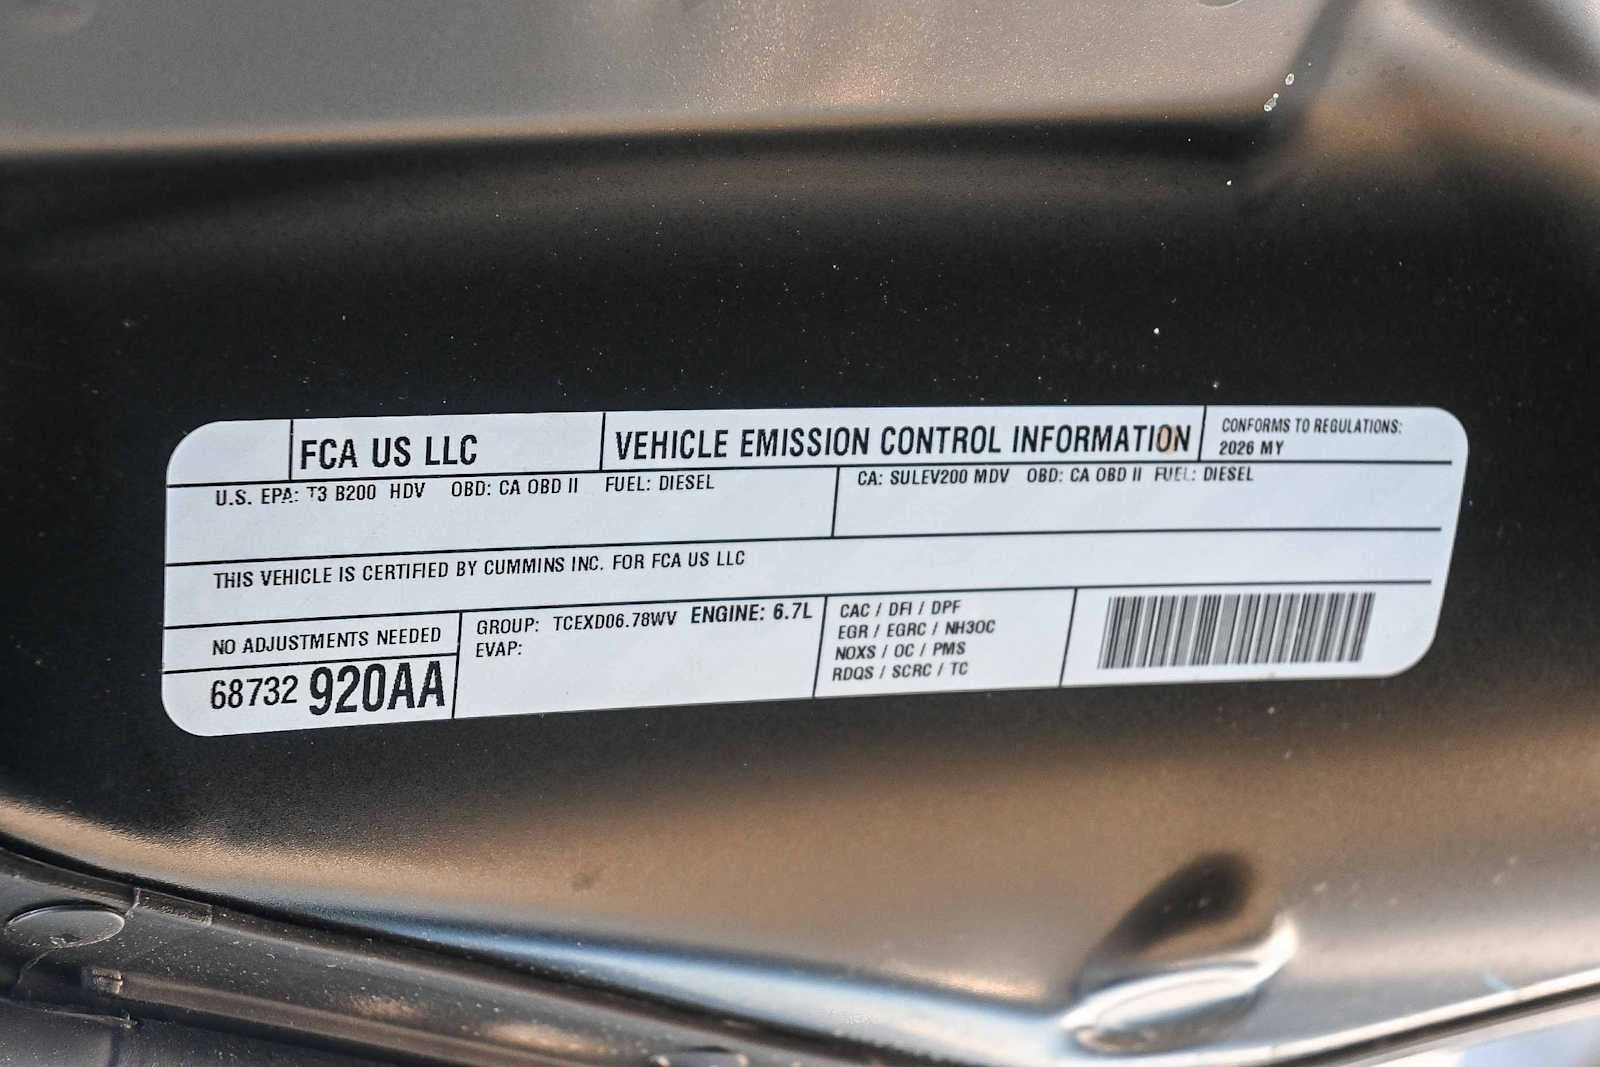 FCA US LLC
VEHICLE EMISSION CONTROL INFORMATION
CONFORMS TO REGULATIONS:
2026 MY
U.S. EPA: T3 B200 HDV OBD: CA OBD II FUEL: DIESEL
CA: SULEV200 MDV OBD: CA OBD II FUEL: DIESEL
THIS VEHICLE IS CERTIFIED BY CUMMINS INC. FOR FCA US LLC
NO ADJUSTMENTS NEEDED
68732 920AA
GROUP: TCEXD06.78WV ENGINE: 6.7L
EVAP:
CAC / DFI / DPF
EGR / EGRC / NH3OC
NOXS / OC / PMS
RDQS / SCRC / TC